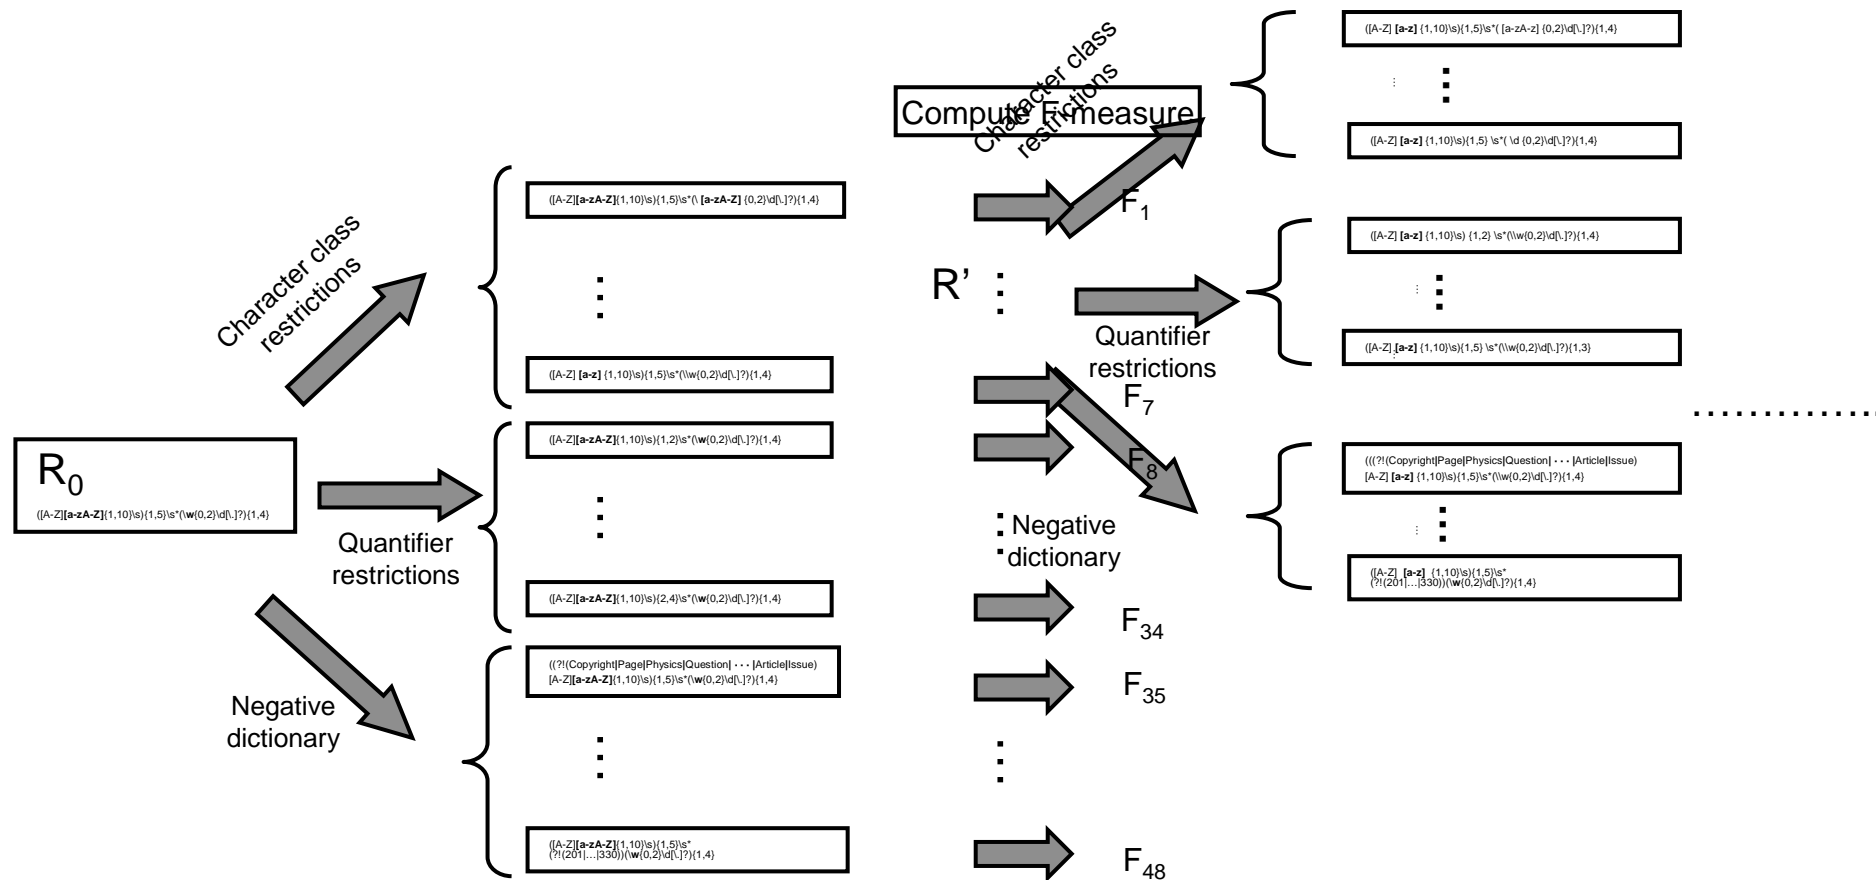 R0
([A-Z][a-zA-Z]{1,10}\s){1,5}\s*(\w{0,2}\d[\.]?){1,4}
Character class
restrictions
Quantifier
restrictions
Negative
dictionary
([A-Z][a-zA-Z]{1,10}\s){1,5}\s*(\ [a-zA-Z] {0,2}\d[\.]?){1,4}
⋮
([A-Z] [a-z] {1,10}\s){1,5}\s*(\\w{0,2}\d[\.]?){1,4}
([A-Z][a-zA-Z]{1,10}\s){1,2}\s*(\w{0,2}\d[\.]?){1,4}
⋮
([A-Z][a-zA-Z]{1,10}\s){2,4}\s*(\w{0,2}\d[\.]?){1,4}
((?!(Copyright|Page|Physics|Question| · · · |Article|Issue)
[A-Z][a-zA-Z]{1,10}\s){1,5}\s*(\w{0,2}\d[\.]?){1,4}
⋮
([A-Z][a-zA-Z]{1,10}\s){1,5}\s*
(?!(201|...|330))(\w{0,2}\d[\.]?){1,4}
Compute F-measure
F1
⋮
F7
F8
⋮
F34
F35
⋮
F48
R’
Character class
restrictions
Quantifier
restrictions
Negative
dictionary
([A-Z] [a-z] {1,10}\s){1,5}\s*( [a-zA-z] {0,2}\d[\.]?){1,4}
⋮
([A-Z] [a-z] {1,10}\s){1,5} \s*( \d {0,2}\d[\.]?){1,4}
([A-Z] [a-z] {1,10}\s) {1,2} \s*(\\w{0,2}\d[\.]?){1,4}
⋮
([A-Z] [a-z] {1,10}\s){1,5} \s*(\\w{0,2}\d[\.]?){1,3}
(((?!(Copyright|Page|Physics|Question| · · · |Article|Issue)
[A-Z] [a-z] {1,10}\s){1,5}\s*(\\w{0,2}\d[\.]?){1,4}
⋮
([A-Z] [a-z] {1,10}\s){1,5}\s*
(?!(201|...|330))(\w{0,2}\d[\.]?){1,4}
. . . . . . . . . . . . .